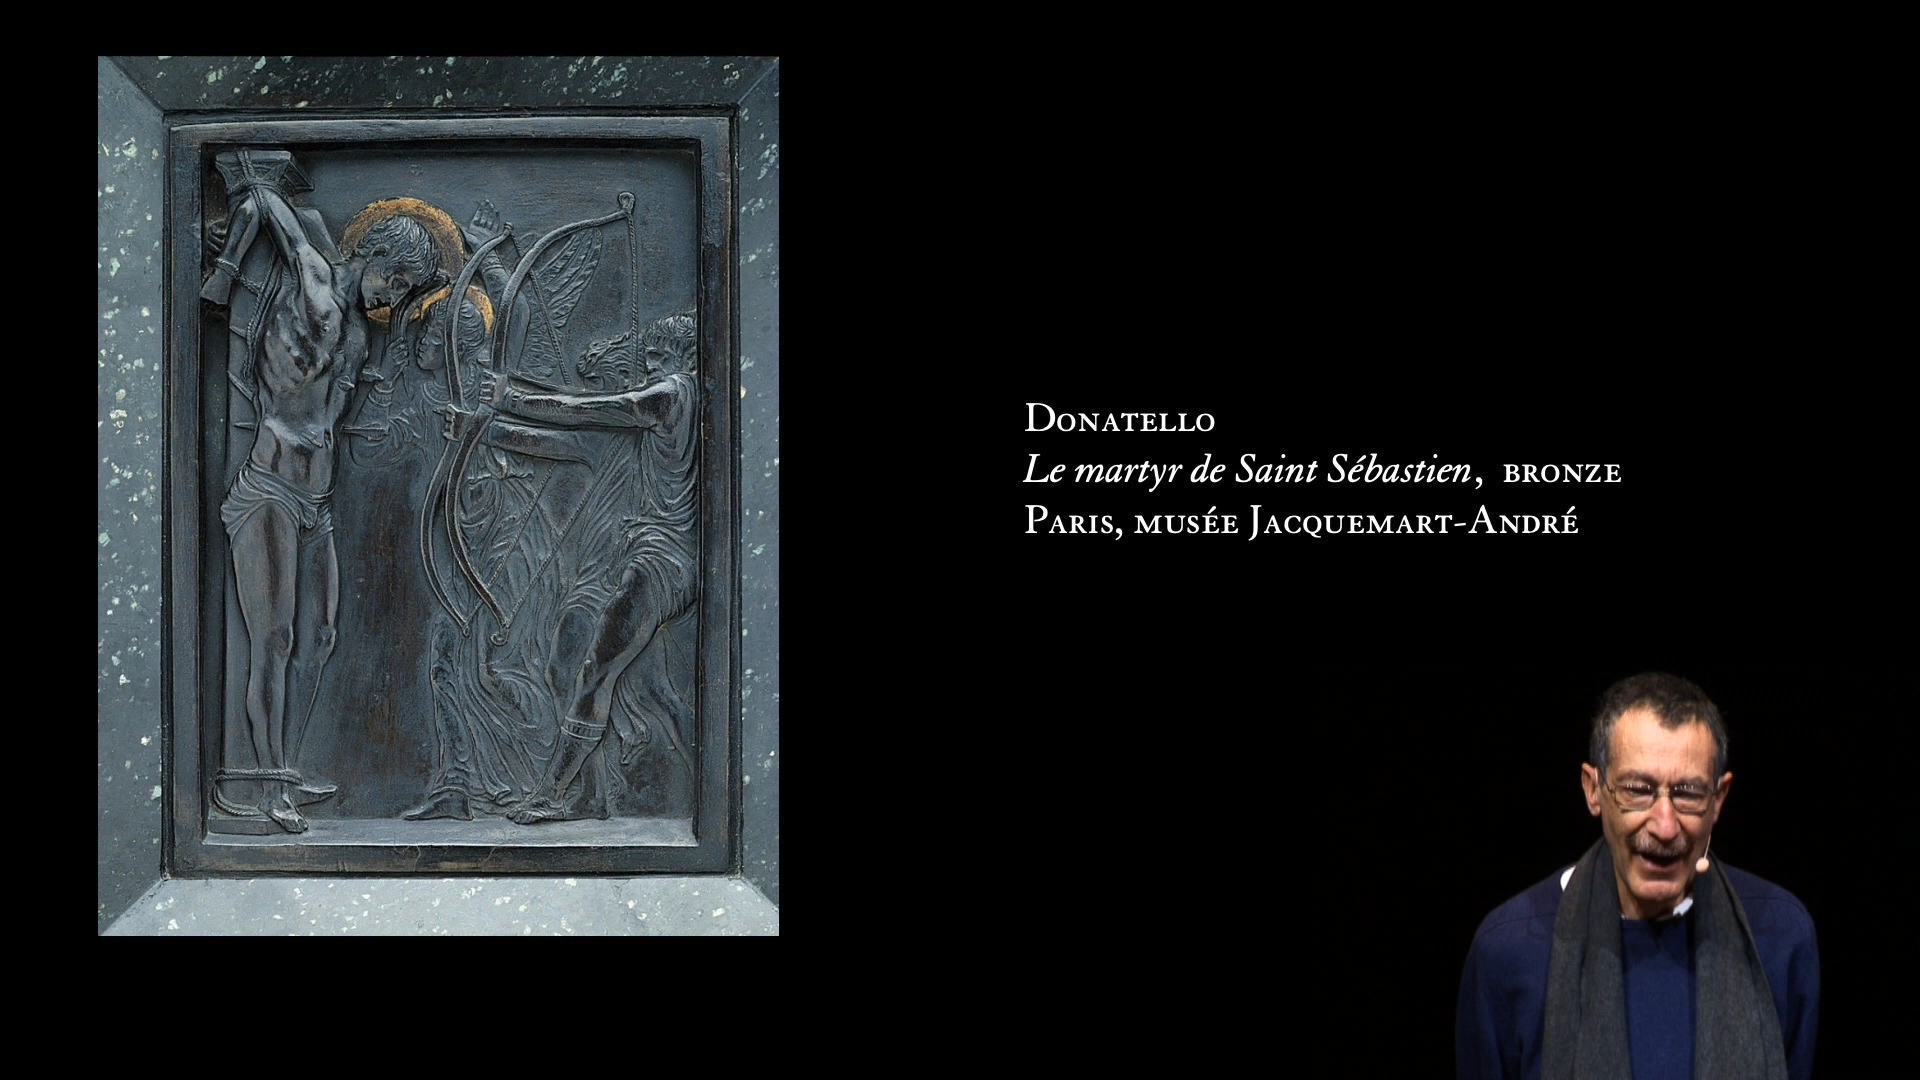 Donatello
Le martyr de Saint Sébastien, bronze
Paris, musée Jacquemart-André